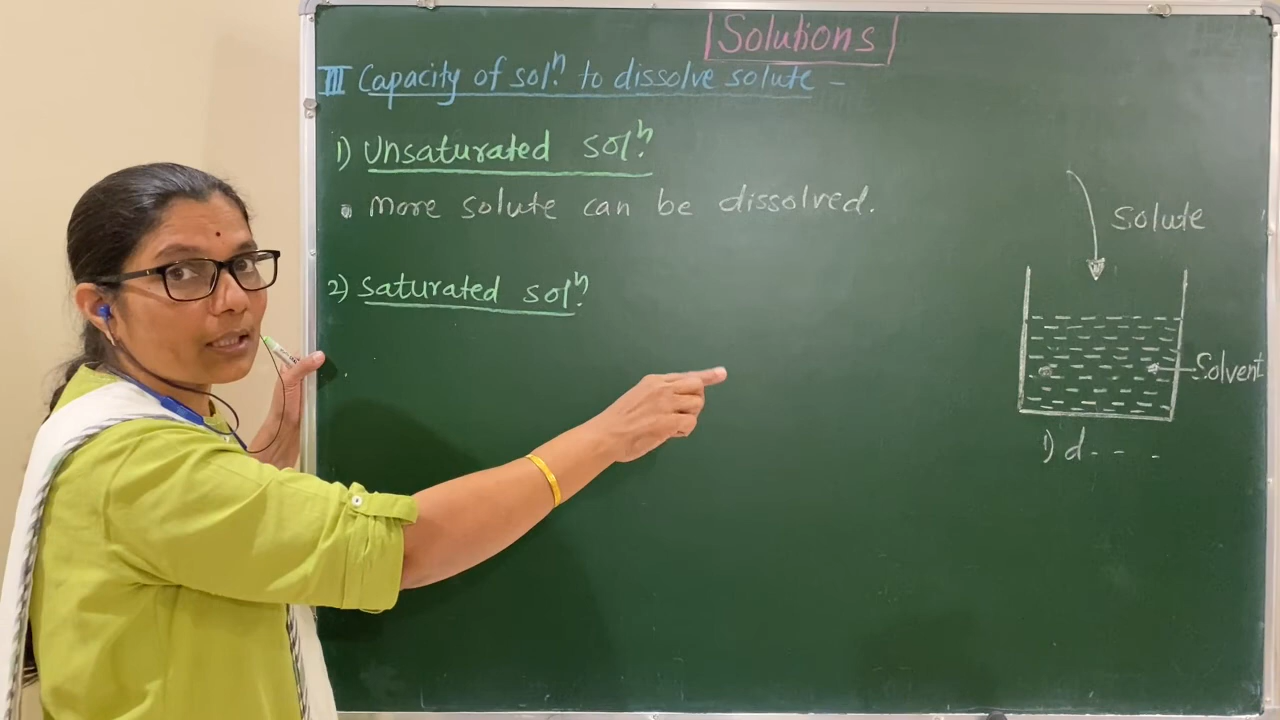 Solutions
III Capacity of solⁿ. to dissolve solute -
1) Unsaturated solⁿ.
• more solute can be dissolved.
Solute
2) Saturated solⁿ.
Solvent
1) d - - -